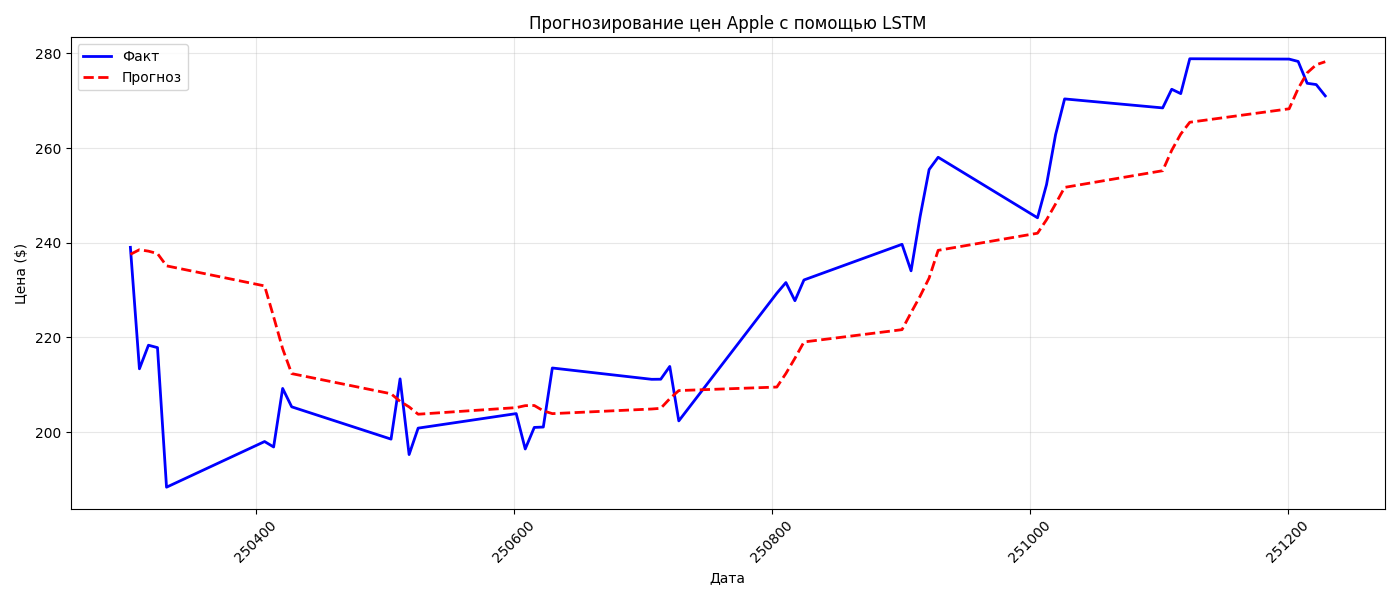 Прогнозирование цен Apple с помощью LSTM
Факт
Прогноз
Цена ($)
280
260
240
220
200
250400
250600
250800
251000
251200
Дата